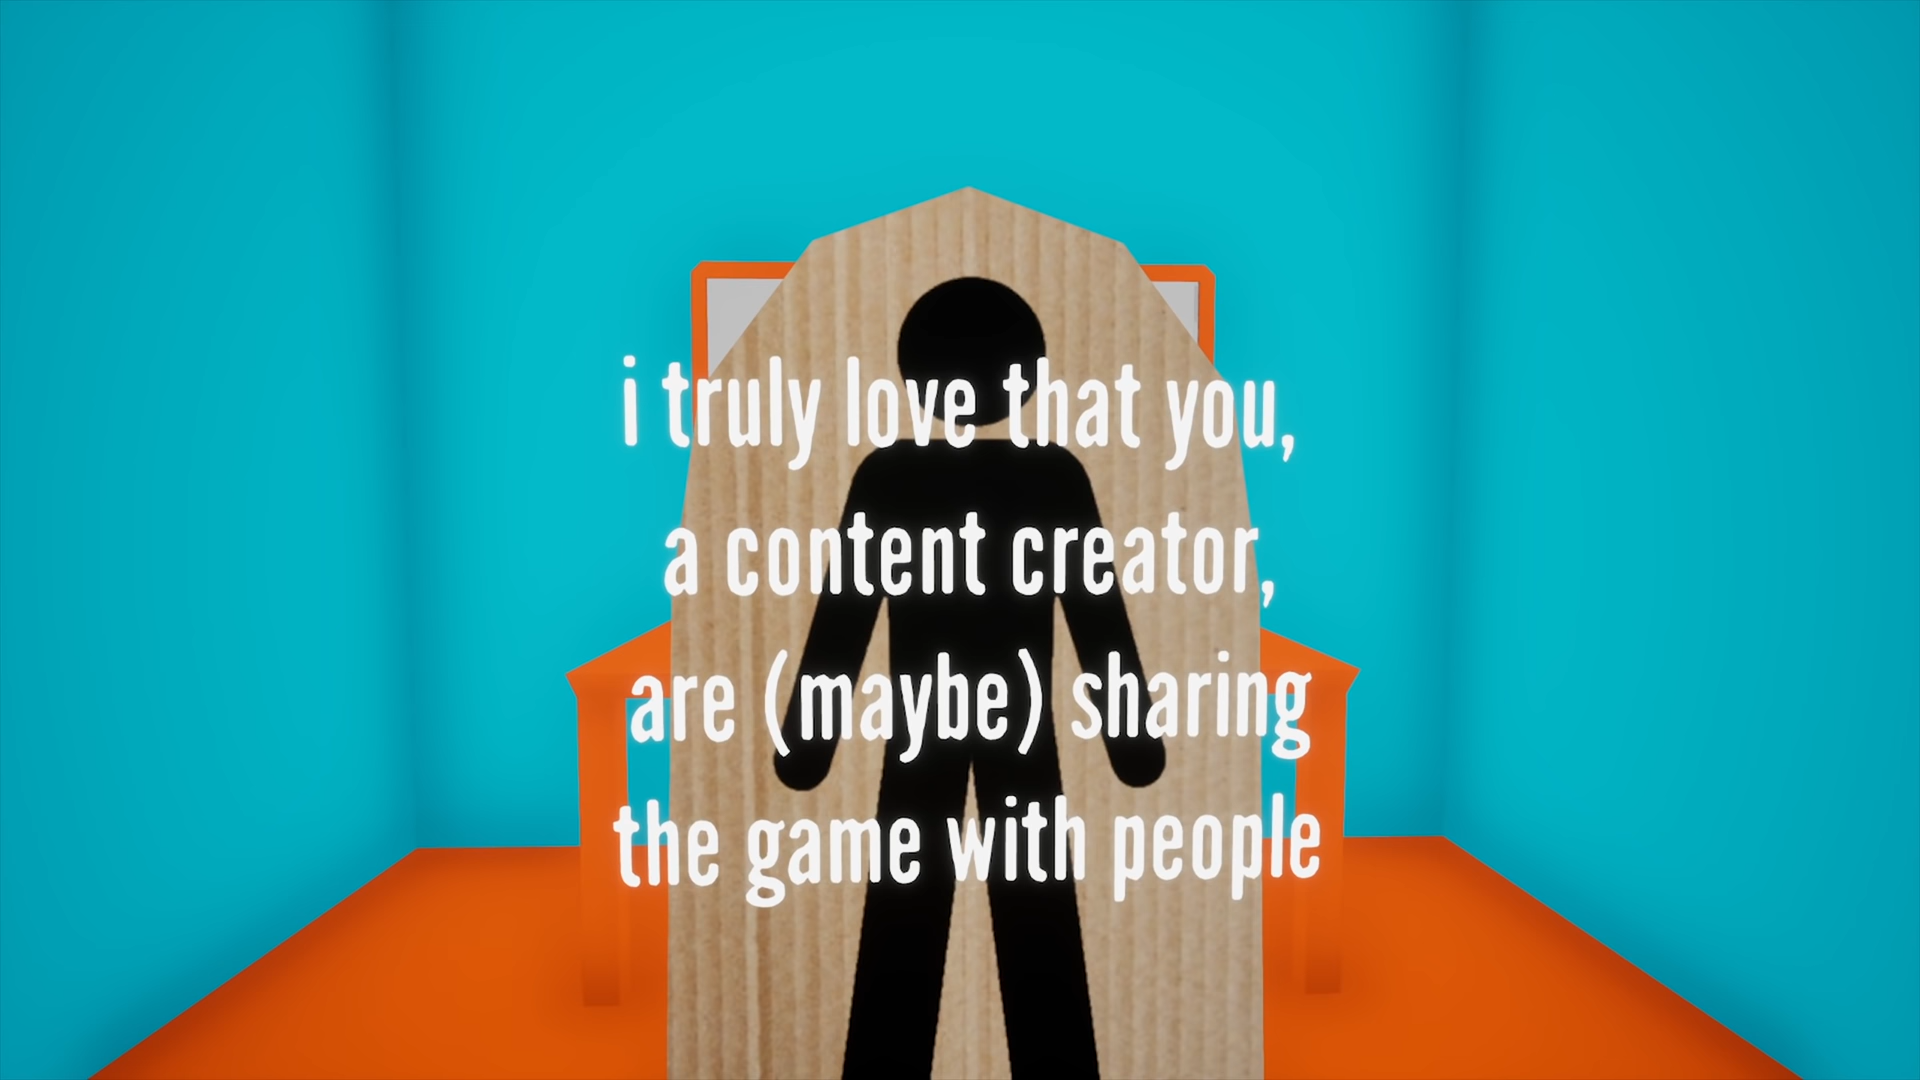 i truly love that you,
a content creator,
are (maybe) sharing
the game with people